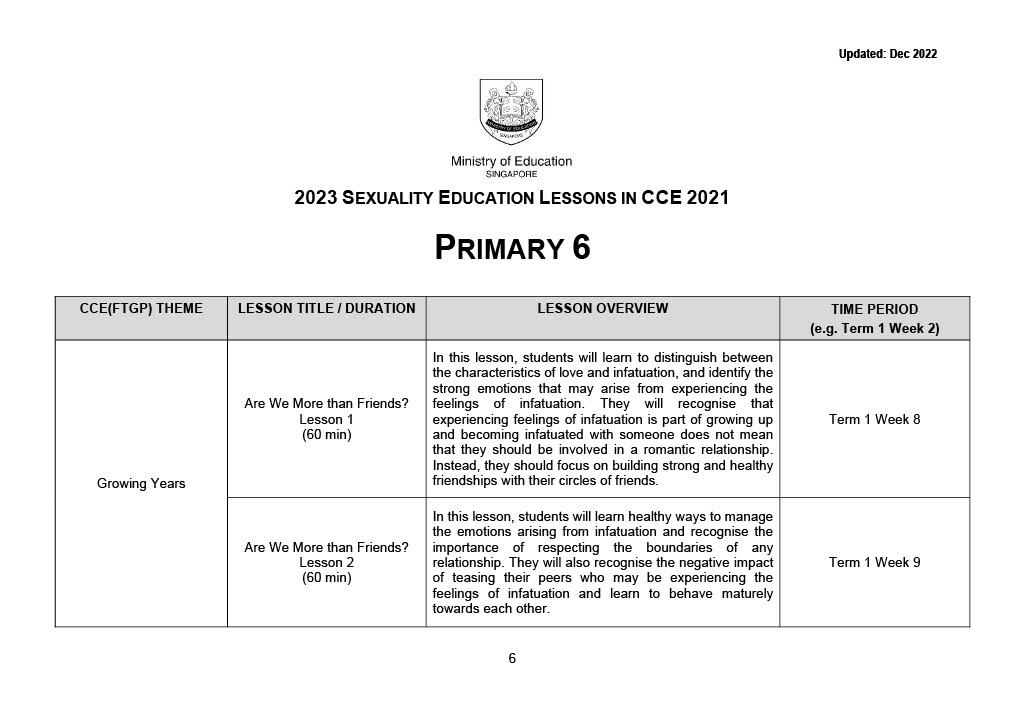 Updated: Dec 2022
MINISTRY OF EDUCATION
SINGAPORE
Ministry of Education
SINGAPORE
2023 SEXUALITY EDUCATION LESSONS IN CCE 2021
PRIMARY 6
CCE(FTGP) THEME
LESSON TITLE / DURATION
LESSON OVERVIEW
TIME PERIOD
(e.g. Term 1 Week 2)
Growing Years
Are We More than Friends?
Lesson 1
(60 min)
In this lesson, students will learn to distinguish between
the characteristics of love and infatuation, and identify the
strong emotions that may arise from experiencing the
feelings of infatuation. They will recognise that
experiencing feelings of infatuation is part of growing up
and becoming infatuated with someone does not mean
that they should be involved in a romantic relationship.
Instead, they should focus on building strong and healthy
friendships with their circles of friends.
Term 1 Week 8
Are We More than Friends?
Lesson 2
(60 min)
In this lesson, students will learn healthy ways to manage
the emotions arising from infatuation and recognise the
importance of respecting the boundaries of any
relationship. They will also recognise the negative impact
of teasing their peers who may be experiencing the
feelings of infatuation and learn to behave maturely
towards each other.
Term 1 Week 9
6